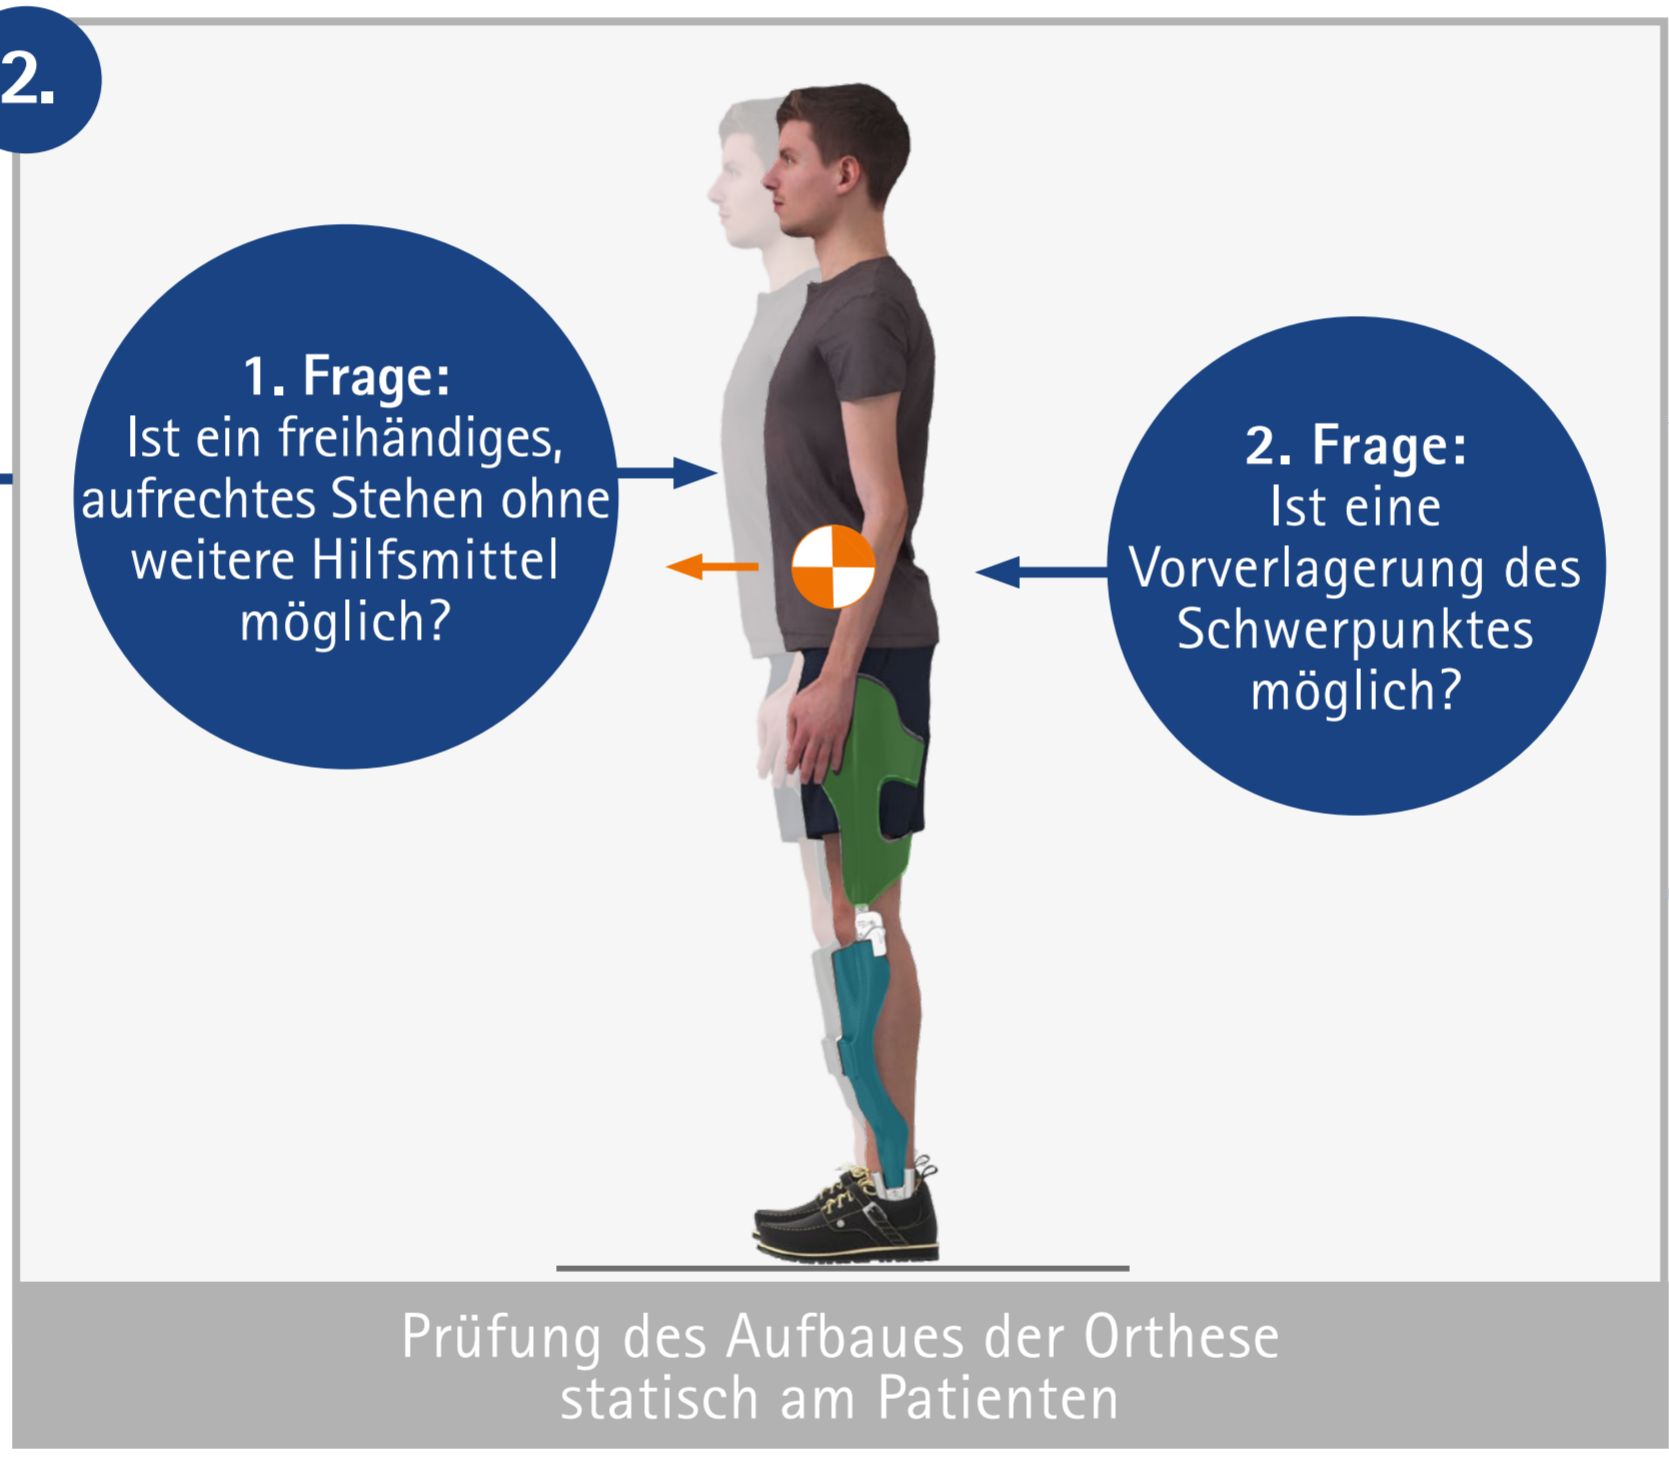 2.
1. Frage:
Ist ein freihändiges,
aufrechtes Stehen ohne
weitere Hilfsmittel
möglich?
2. Frage:
Ist eine
Vorverlagerung des
Schwerpunktes
möglich?
Prüfung des Aufbaues der Orthese
statisch am Patienten